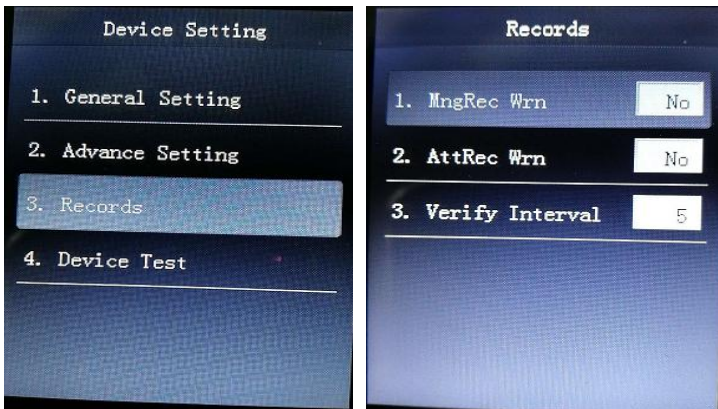 Device Setting
1. General Setting
2. Advance Setting
3. Records
4. Device Test
Records
1. MngRec Wrn No
2. AttRec Wrn No
3. Verify Interval 5